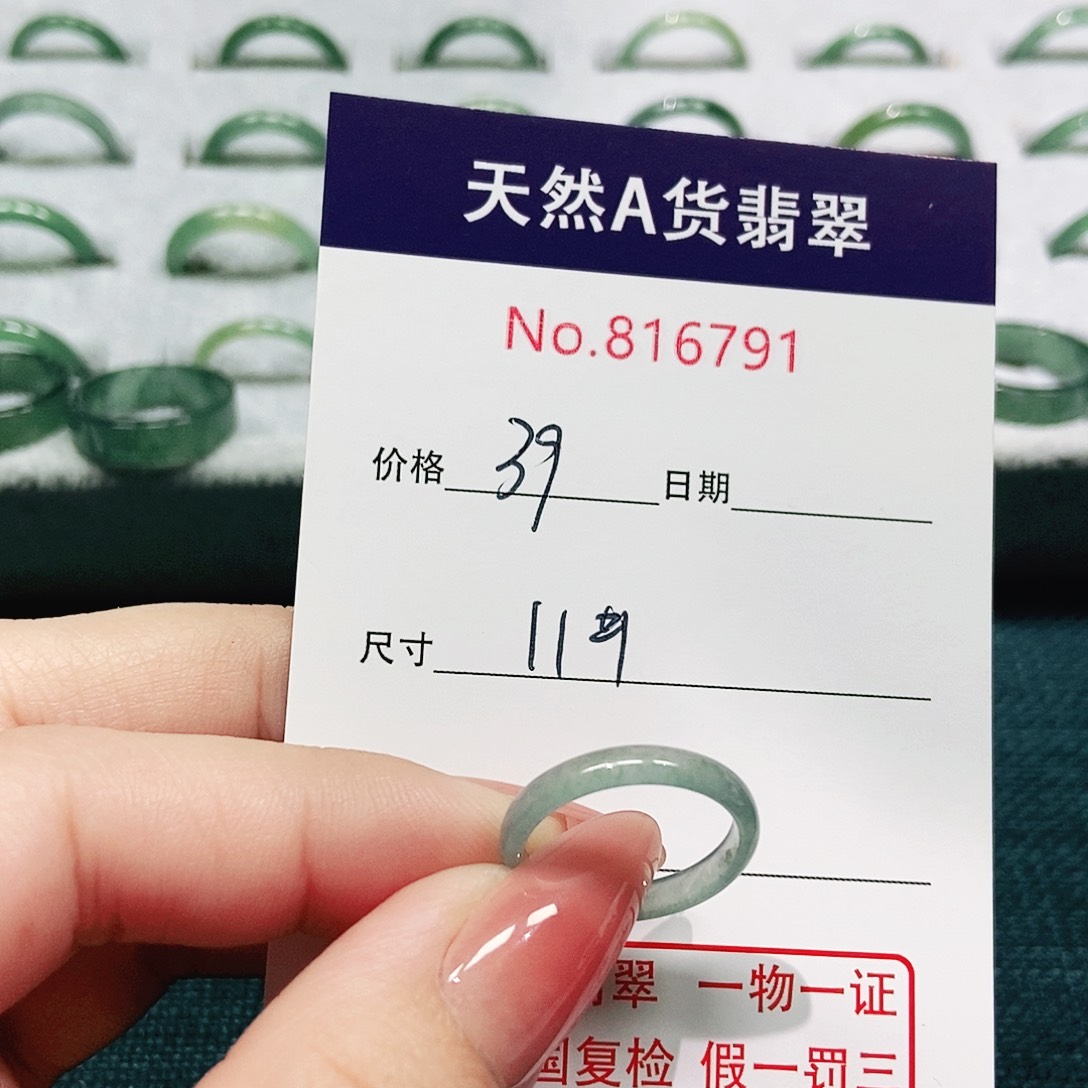 天然A货翡翠
No.816791
价格 39 日期
尺寸 11
翠 一物一证
国复检 假一罚三